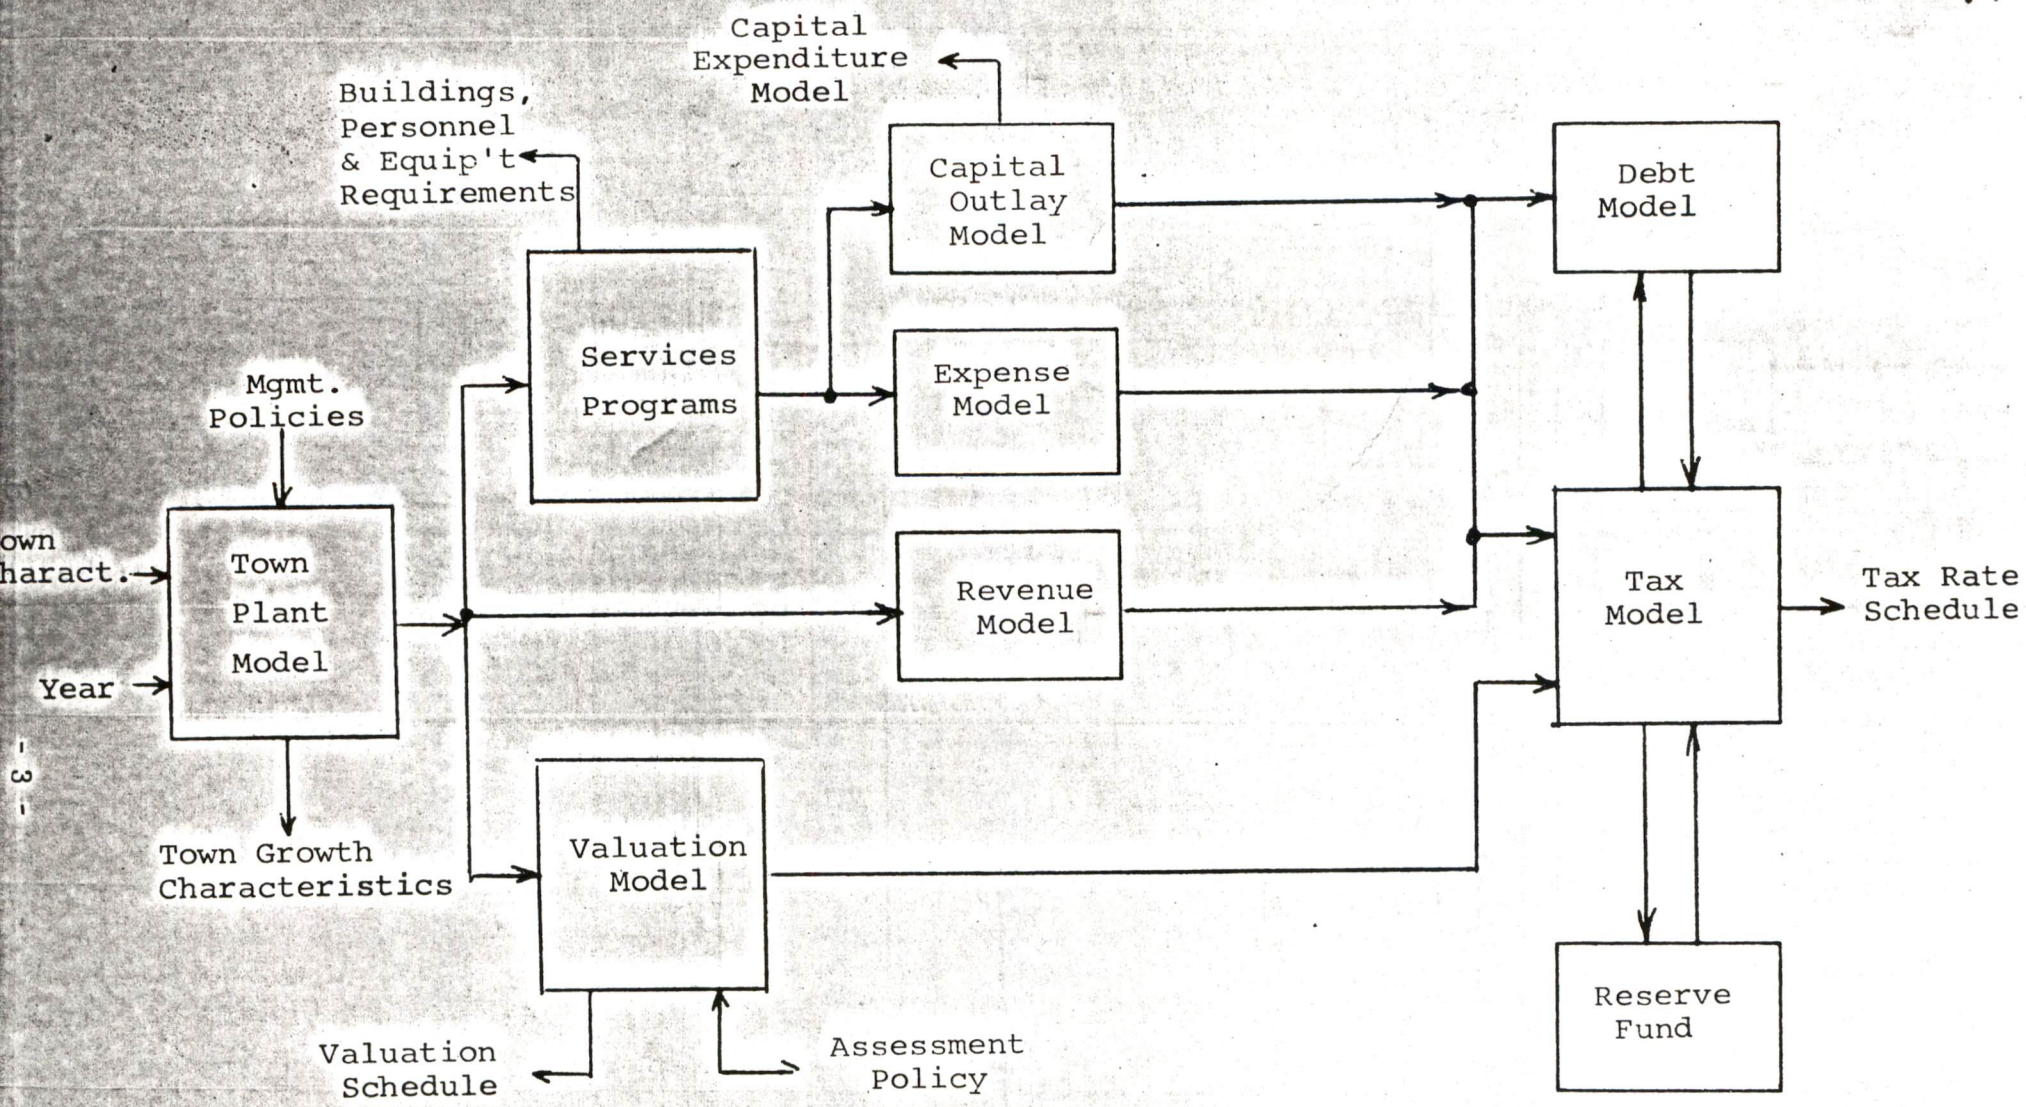 Capital
Expenditure
Model
Buildings,
Personnel
& Equip't
Requirements
Capital
Outlay
Model
Debt
Model
Services
Programs
Expense
Model
Mgmt.
Policies
own
haract.
Year
Town
Plant
Model
Revenue
Model
Tax
Model
Tax Rate
Schedule
- 3 -
Town Growth
Characteristics
Valuation
Model
Valuation
Schedule
Assessment
Policy
Reserve
Fund